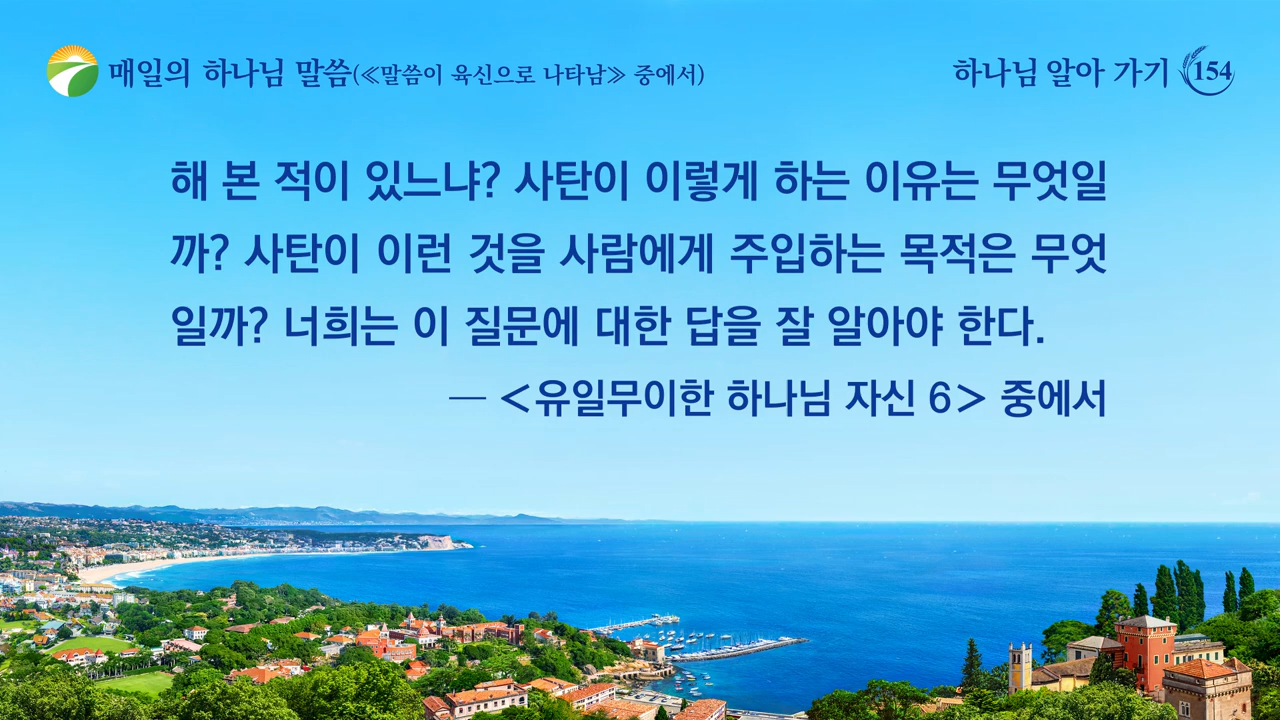 매일의 하나님 말씀(≪말씀이 육신으로 나타남≫ 중에서)
하나님 알아 가기 154
해 본 적이 있느냐? 사탄이 이렇게 하는 이유는 무엇일
까? 사탄이 이런 것을 사람에게 주입하는 목적은 무엇
일까? 너희는 이 질문에 대한 답을 잘 알아야 한다.
— <유일무이한 하나님 자신 6> 중에서